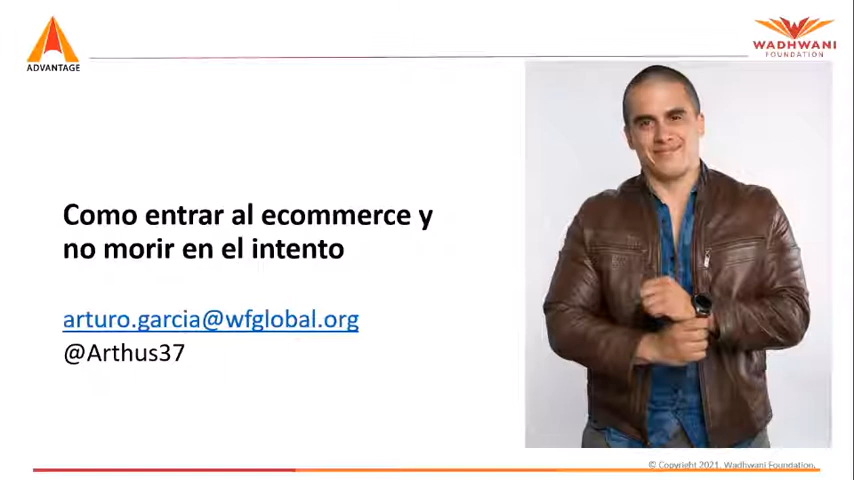 ADVANTAGE
WADHWANI
FOUNDATION
Como entrar al ecommerce y
no morir en el intento
arturo.garcia@wfglobal.org
@Arthus37
© Copyright 2021. Wadhwani Foundation.